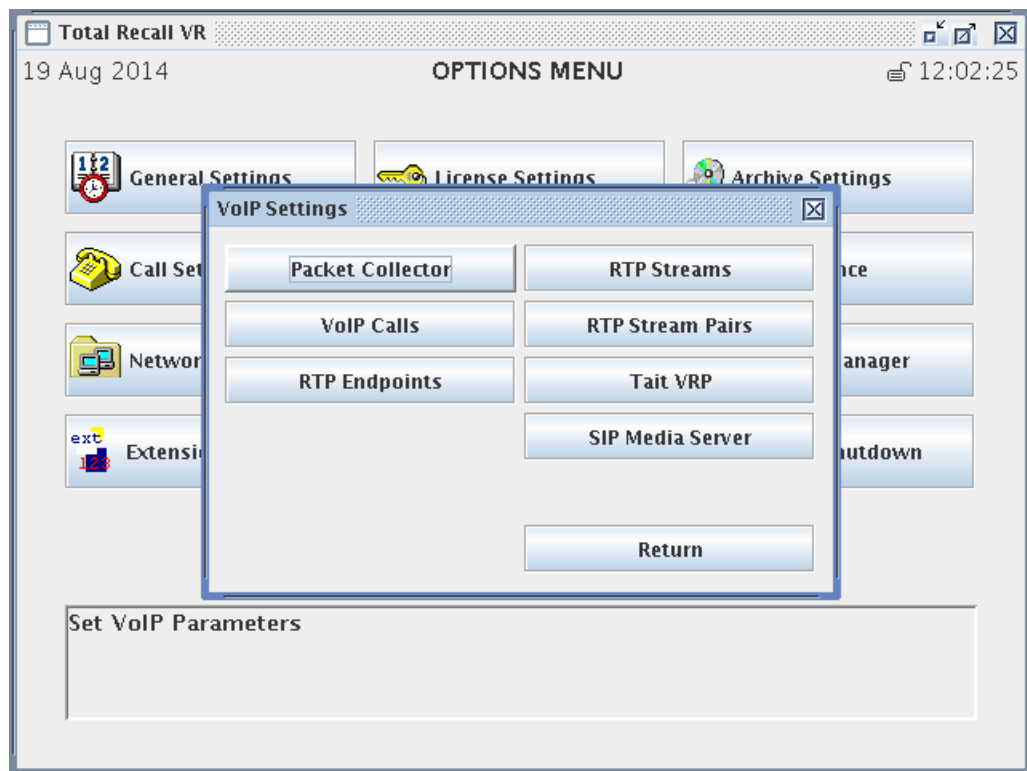 Total Recall VR
19 Aug 2014 OPTIONS MENU 12:02:25
General Settings License Settings Archive Settings
VoIP Settings
Call Set
Packet Collector RTP Streams
nce
VoIP Calls RTP Stream Pairs
Networ
anager
RTP Endpoints Tait VRP
ext
123
Extensi
SIP Media Server
utdown
Return
Set VoIP Parameters